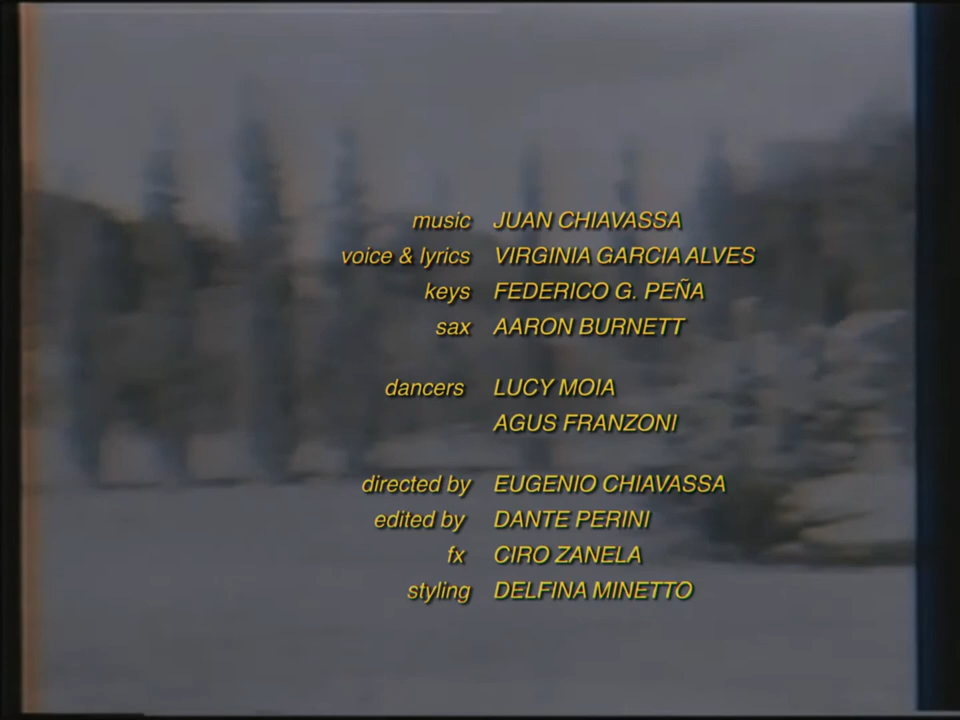 music JUAN CHIAVASSA
voice & lyrics VIRGINIA GARCIA ALVES
keys FEDERICO G. PEÑA
sax AARON BURNETT
dancers LUCY MOIA
AGUS FRANZONI
directed by EUGENIO CHIAVASSA
edited by DANTE PERINI
fx CIRO ZANELA
styling DELFINA MINETTO